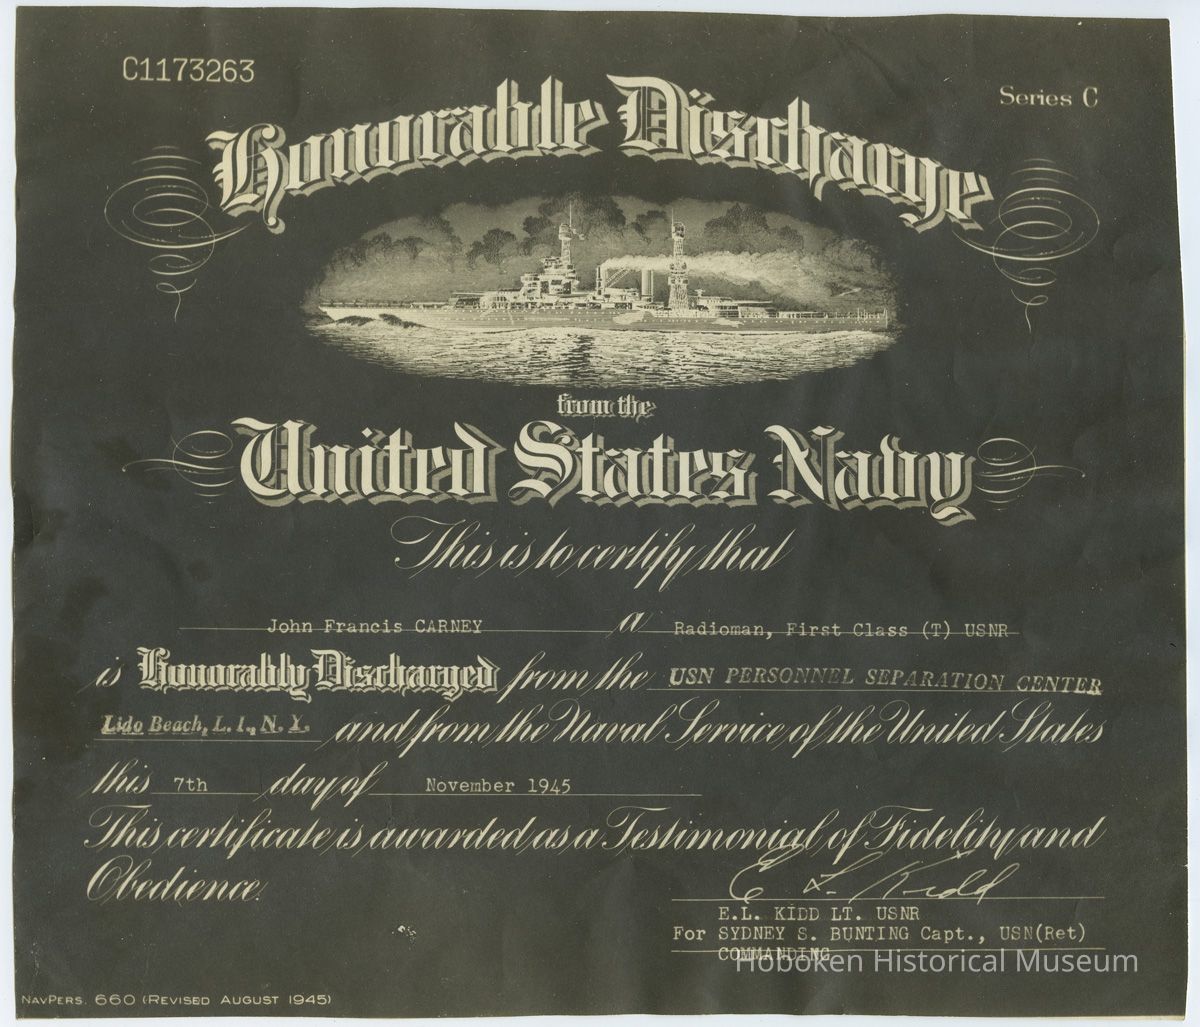 C1173263
Series C
Honorable Discharge
from the
United States Navy
This is to certify that
John Francis CARNEY a Radioman, First Class (T) USNR
is Honorably Discharged from the USN PERSONNEL SEPARATION CENTER
Lido Beach, L. I., N. Y. and from the Naval Service of the United States
this 7th day of November 1945
This certificate is awarded as a Testimonial of Fidelity and
Obedience.
E L Kidd
E.L. KIDD LT. USNR
For SYDNEY S. BUNTING Capt., USN(Ret)
COMMANDING
Hoboken Historical Museum
NAVPERS. 660 (REVISED AUGUST 1945)